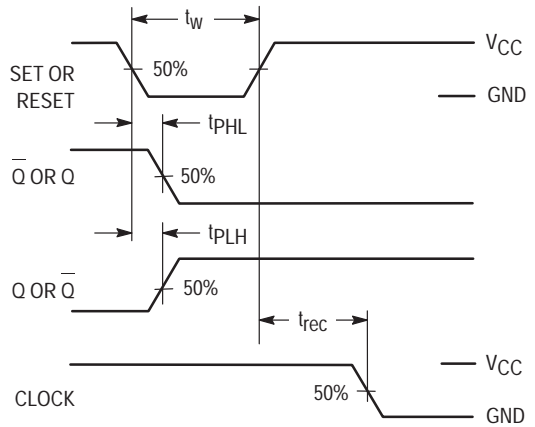 tw
VCC
SET OR
RESET
50%
GND
tPHL
Q̅ OR Q
50%
tPLH
Q OR Q̅
50%
trec
VCC
CLOCK
50%
GND